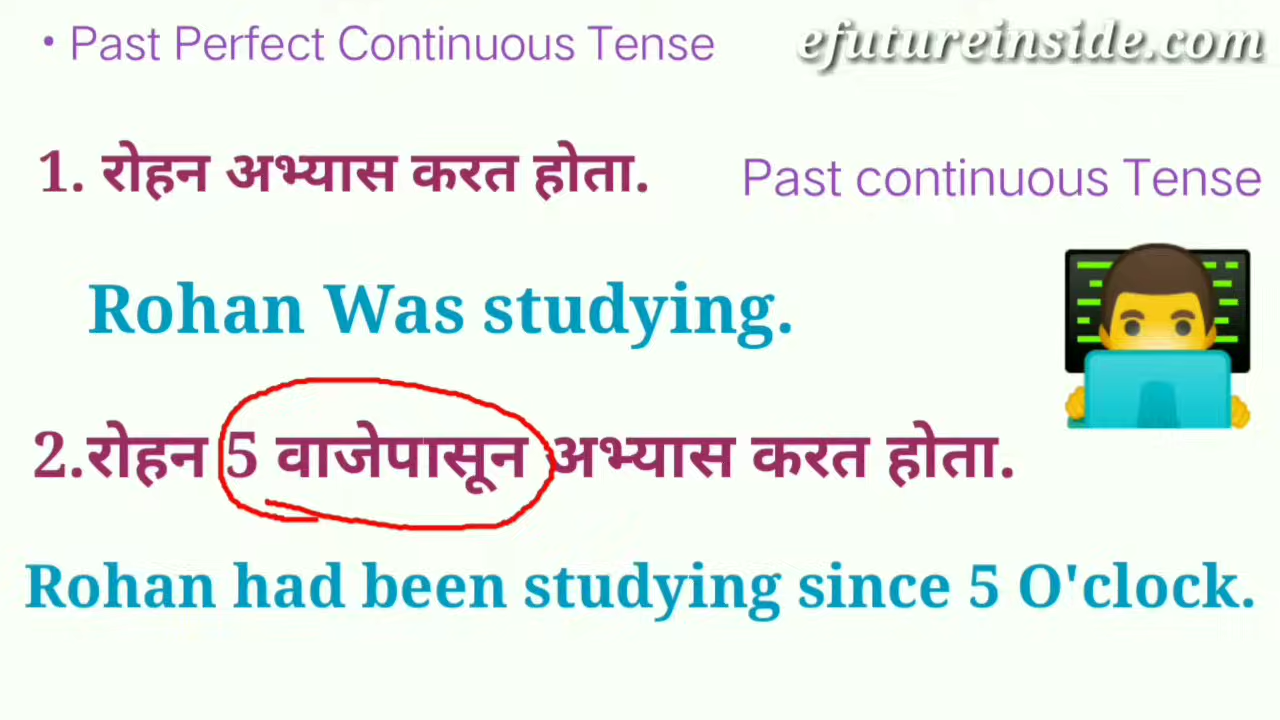 • Past Perfect Continuous Tense
efutureinside.com
1. रोहन अभ्यास करत होता.
Past continuous Tense
Rohan Was studying.
2.रोहन 5 वाजेपासून अभ्यास करत होता.
Rohan had been studying since 5 O'clock.